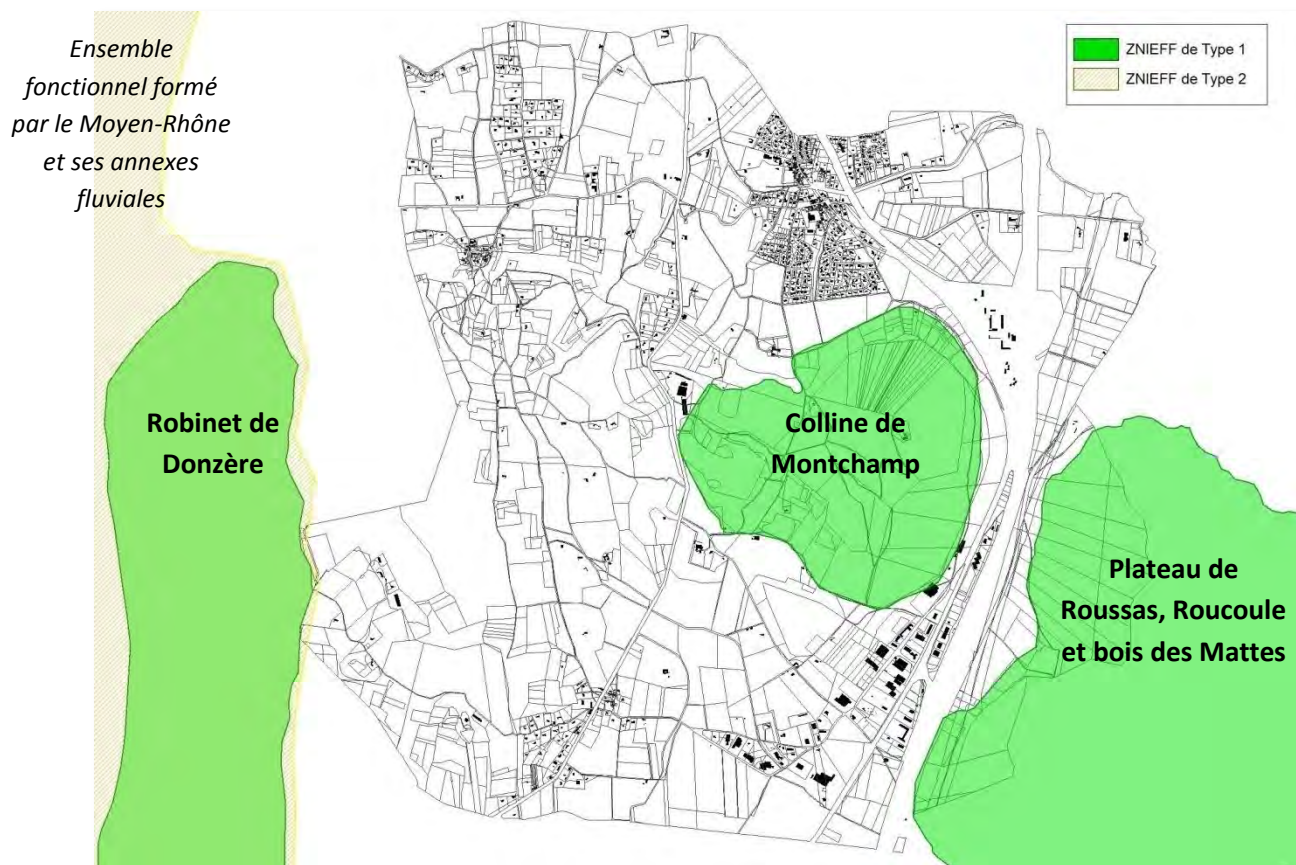 Ensemble
fonctionnel formé
par le Moyen-Rhône
et ses annexes
fluviales
ZNIEFF de Type 1
ZNIEFF de Type 2
Robinet de
Donzère
Colline de
Montchamp
Plateau de
Roussas, Roucoule
et bois des Mattes